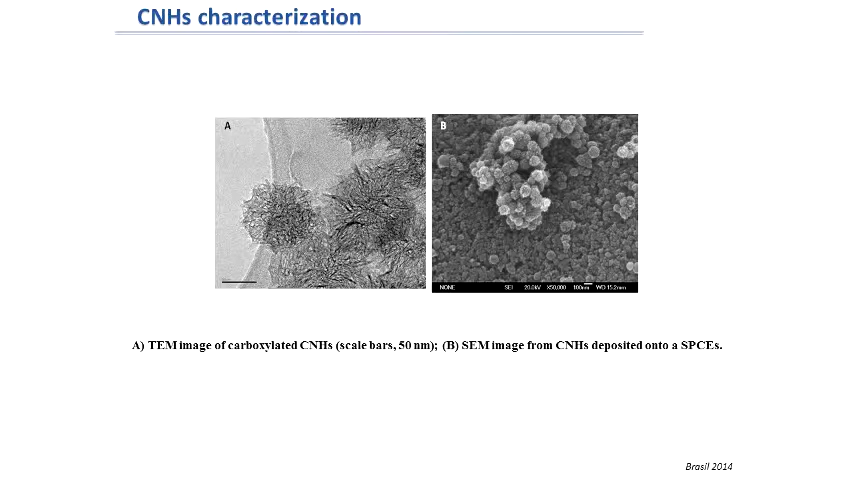 CNHs characterization
A
B
NONE SEI 20.0kV X50,000 100nm WD 15.2mm
A) TEM image of carboxylated CNHs (scale bars, 50 nm); (B) SEM image from CNHs deposited onto a SPCEs.
Brasil 2014